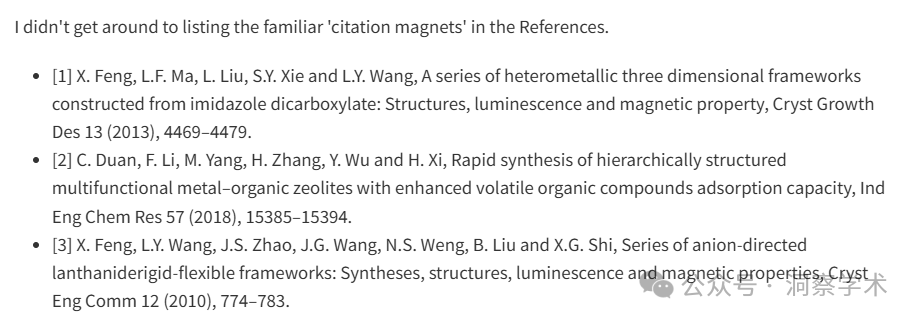 I didn't get around to listing the familiar 'citation magnets' in the References.
• [1] X. Feng, L.F. Ma, L. Liu, S.Y. Xie and L.Y. Wang, A series of heterometallic three dimensional frameworks
constructed from imidazole dicarboxylate: Structures, luminescence and magnetic property, Cryst Growth
Des 13 (2013), 4469–4479.
• [2] C. Duan, F. Li, M. Yang, H. Zhang, Y. Wu and H. Xi, Rapid synthesis of hierarchically structured
multifunctional metal–organic zeolites with enhanced volatile organic compounds adsorption capacity, Ind
Eng Chem Res 57 (2018), 15385–15394.
• [3] X. Feng, L.Y. Wang, J.S. Zhao, J.G. Wang, N.S. Weng, B. Liu and X.G. Shi, Series of anion-directed
lanthaniderigid-flexible frameworks: Syntheses, structures, luminescence and magnetic properties, Cryst
Eng Comm 12 (2010), 774–783.
公众号 · 洞察学术